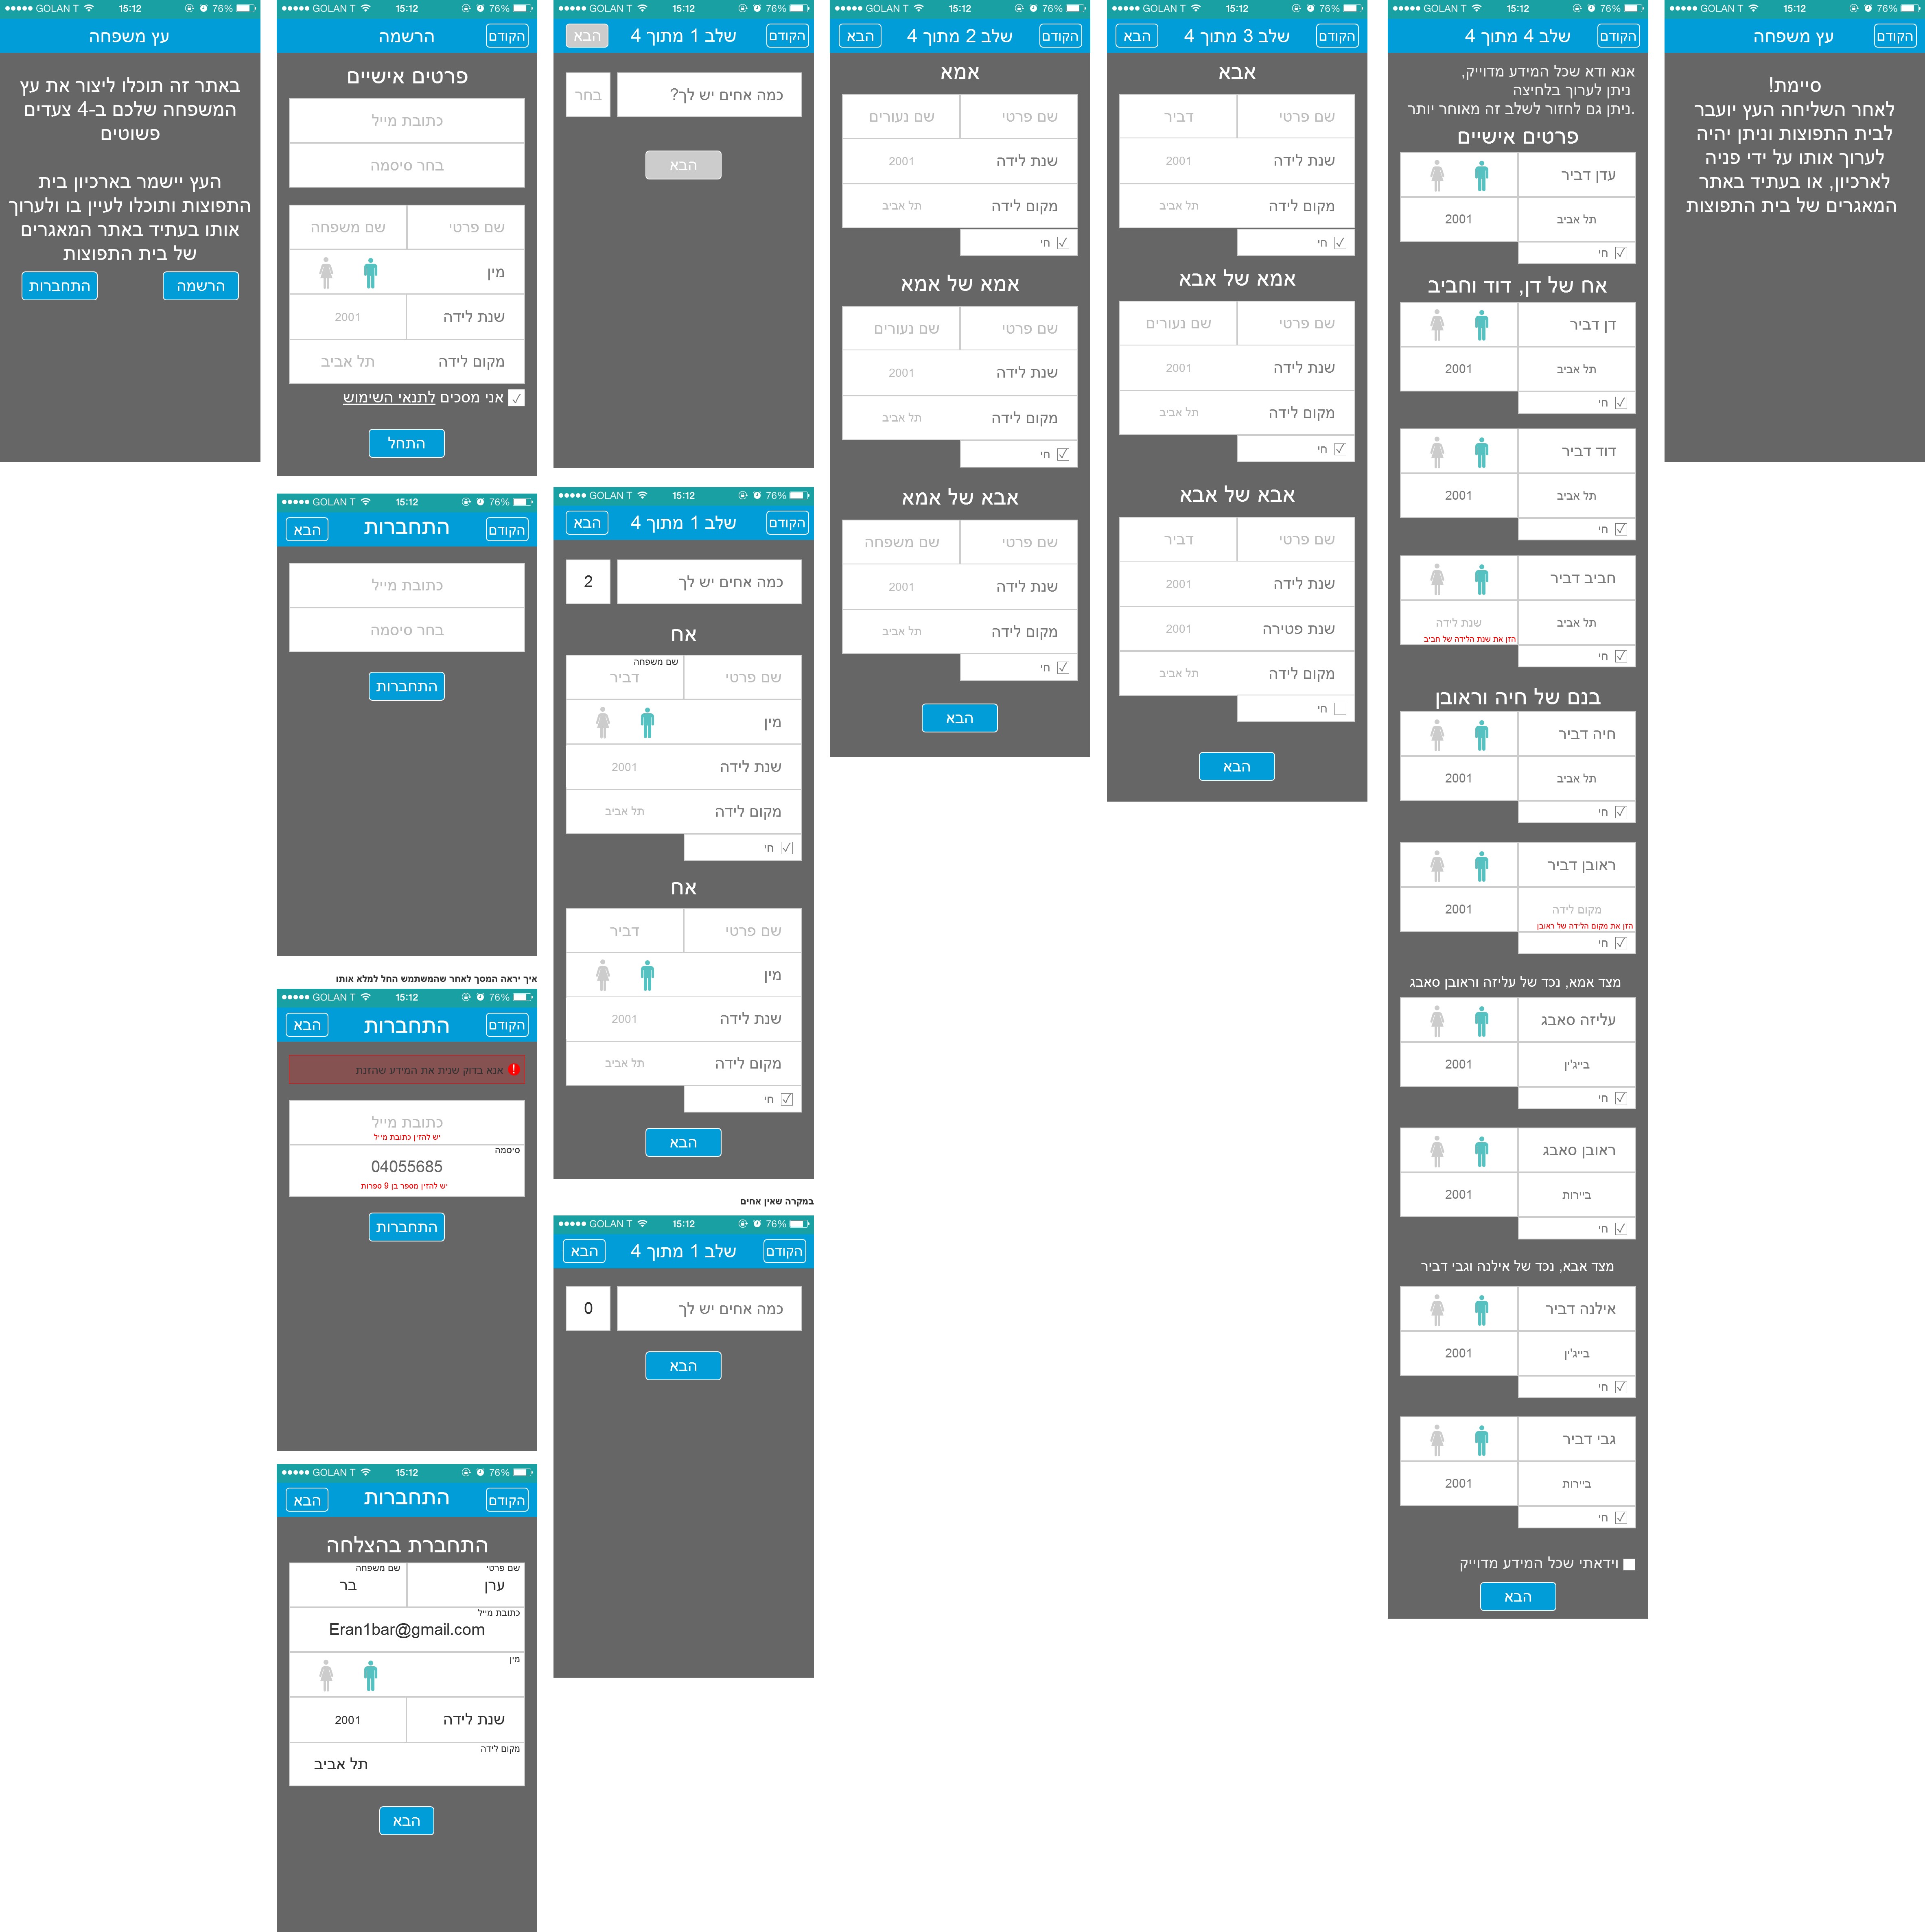 GOLAN T 15:12 76%
עץ משפחה
באתר זה תוכלו ליצור את עץ
המשפחה שלכם ב-4 צעדים
פשוטים
העץ יישמר בארכיון בית
התפוצות ותוכלו לעיין בו ולערוך
אותו בעתיד באתר המאגרים
של בית התפוצות
הרשמה התחברות
GOLAN T 15:12 76%
הקודם הרשמה
פרטים אישיים
כתובת מייל
בחר סיסמה
שם פרטי שם משפחה
מין
שנת לידה 2001
מקום לידה תל אביב
אני מסכים לתנאי השימוש
התחל
GOLAN T 15:12 76%
הקודם התחברות הבא
כתובת מייל
בחר סיסמה
התחברות
איך יראה המסך לאחר שהמשתמש החל למלא אותו
GOLAN T 15:12 76%
הקודם התחברות הבא
! אנא בדוק שנית את המידע שהזנת
כתובת מייל
יש להזין כתובת מייל
סיסמה
04055685
יש להזין מספר בן 9 ספרות
התחברות
GOLAN T 15:12 76%
הקודם התחברות הבא
התחברת בהצלחה
שם פרטי שם משפחה
ערן בר
כתובת מייל
Eran1bar@gmail.com
מין
שנת לידה 2001
מקום לידה
תל אביב
הבא
GOLAN T 15:12 76%
הקודם שלב 1 מתוך 4 הבא
כמה אחים יש לך? בחר
הבא
GOLAN T 15:12 76%
הקודם שלב 1 מתוך 4 הבא
כמה אחים יש לך 2
אח
שם משפחה
שם פרטי דביר
מין
שנת לידה 2001
מקום לידה תל אביב
חי
אח
שם פרטי דביר
מין
שנת לידה 2001
מקום לידה תל אביב
חי
הבא
במקרה שאין אחים
GOLAN T 15:12 76%
הקודם שלב 1 מתוך 4 הבא
כמה אחים יש לך 0
הבא
GOLAN T 15:12 76%
הקודם שלב 2 מתוך 4 הבא
אמא
שם פרטי שם נעורים
שנת לידה 2001
מקום לידה תל אביב
חי
אמא של אמא
שם פרטי שם נעורים
שנת לידה 2001
מקום לידה תל אביב
חי
אבא של אמא
שם פרטי שם משפחה
שנת לידה 2001
מקום לידה תל אביב
חי
הבא
GOLAN T 15:12 76%
הקודם שלב 3 מתוך 4 הבא
אבא
שם פרטי דביר
שנת לידה 2001
מקום לידה תל אביב
חי
אמא של אבא
שם פרטי שם נעורים
שנת לידה 2001
מקום לידה תל אביב
חי
אבא של אבא
שם פרטי דביר
שנת לידה 2001
שנת פטירה 2001
מקום לידה תל אביב
חי
הבא
GOLAN T 15:12 76%
הקודם שלב 4 מתוך 4
אנא ודא שכל המידע מדוייק,
ניתן לערוך בלחיצה
.ניתן גם לחזור לשלב זה מאוחר יותר
פרטים אישיים
עדן דביר
תל אביב 2001
חי
אח של דן, דוד וחביב
דן דביר
תל אביב 2001
חי
דוד דביר
תל אביב 2001
חי
חביב דביר
תל אביב שנת לידה
הזן את שנת הלידה של חביב
חי
בנם של חיה וראובן
חיה דביר
תל אביב 2001
חי
ראובן דביר
מקום לידה 2001
הזן את מקום הלידה של ראובן
חי
מצד אמא, נכד של עליזה וראובן סאבג
עליזה סאבג
בייג'ין 2001
חי
ראובן סאבג
ביירות 2001
חי
מצד אבא, נכד של אילנה וגבי דביר
אילנה דביר
בייג'ין 2001
חי
גבי דביר
ביירות 2001
חי
וידאתי שכל המידע מדוייק
הבא
GOLAN T 15:12 76%
הקודם עץ משפחה
סיימת!
לאחר השליחה העץ יועבר
לבית התפוצות וניתן יהיה
לערוך אותו על ידי פניה
לארכיון, או בעתיד באתר
המאגרים של בית התפוצות